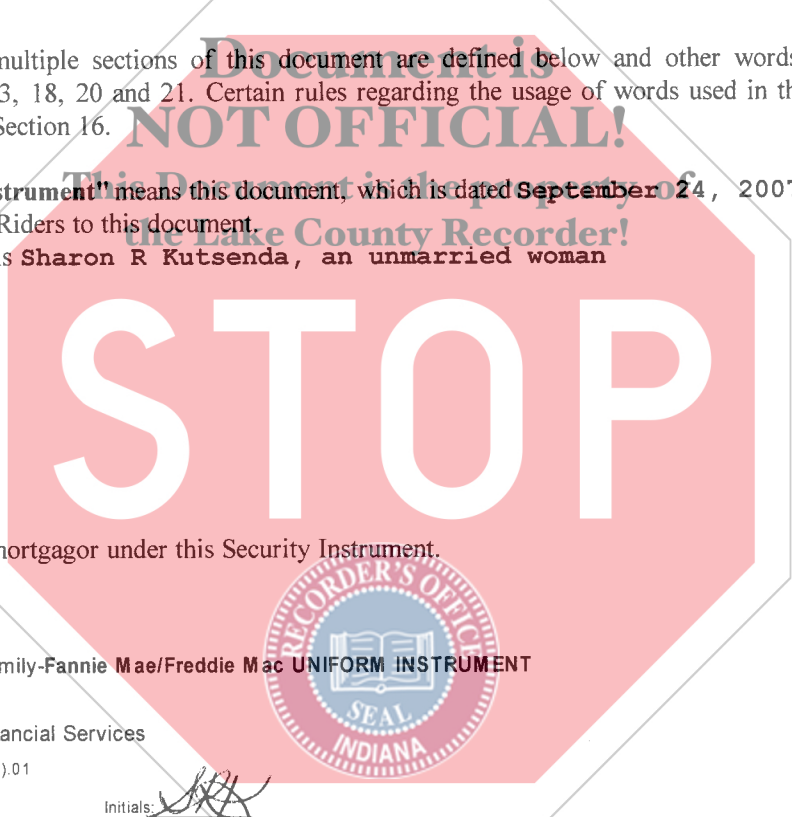 multiple sections of this document are defined below and other words
3, 18, 20 and 21. Certain rules regarding the usage of words used in th
Section 16.
Document is
NOT OFFICIAL!
This Document is the property of
the Lake County Recorder!
strument" means this document, which is dated September 24, 2007
Riders to this document.
s Sharon R Kutsenda, an unmarried woman
STOP
mortgagor under this Security Instrument.
RECORDER'S OFFICE
SEAL
INDIANA
mily-Fannie Mae/Freddie Mac UNIFORM INSTRUMENT
ancial Services
).01
Initials: SRK